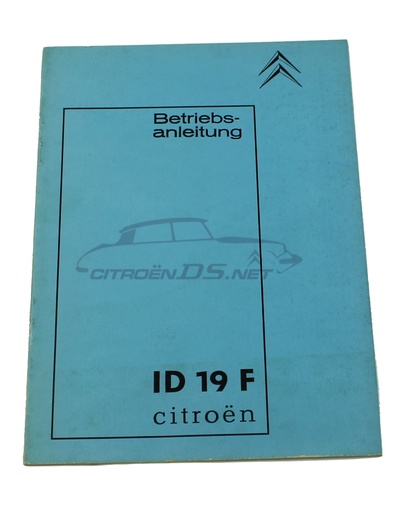 Betriebs-
anleitung
CITROËNDS.NET
ID 19 F
citroën